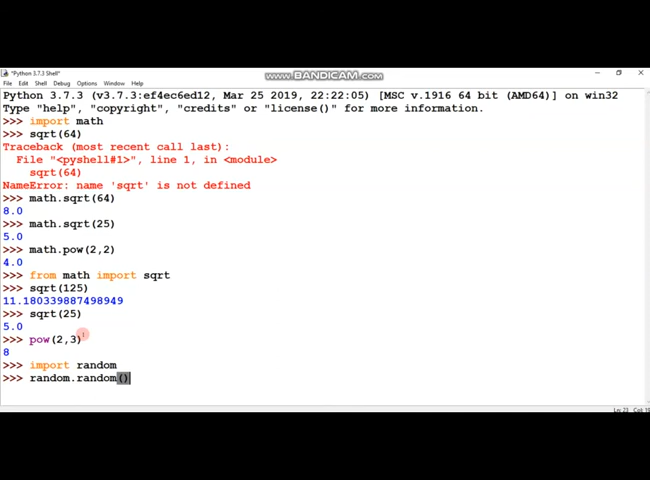 *Python 3.7.3 Shell*
www.BANDICAM.com
File Edit Shell Debug Options Window Help
Python 3.7.3 (v3.7.3:ef4ec6ed12, Mar 25 2019, 22:22:05) [MSC v.1916 64 bit (AMD64)] on win32
Type "help", "copyright", "credits" or "license()" for more information.
>>> import math
>>> sqrt(64)
Traceback (most recent call last):
File "<pyshell#1>", line 1, in <module>
sqrt(64)
NameError: name 'sqrt' is not defined
>>> math.sqrt(64)
8.0
>>> math.sqrt(25)
5.0
>>> math.pow(2,2)
4.0
>>> from math import sqrt
>>> sqrt(125)
11.180339887498949
>>> sqrt(25)
5.0
>>> pow(2,3)
8
>>> import random
>>> random.random()
Ln: 23 Col: 19